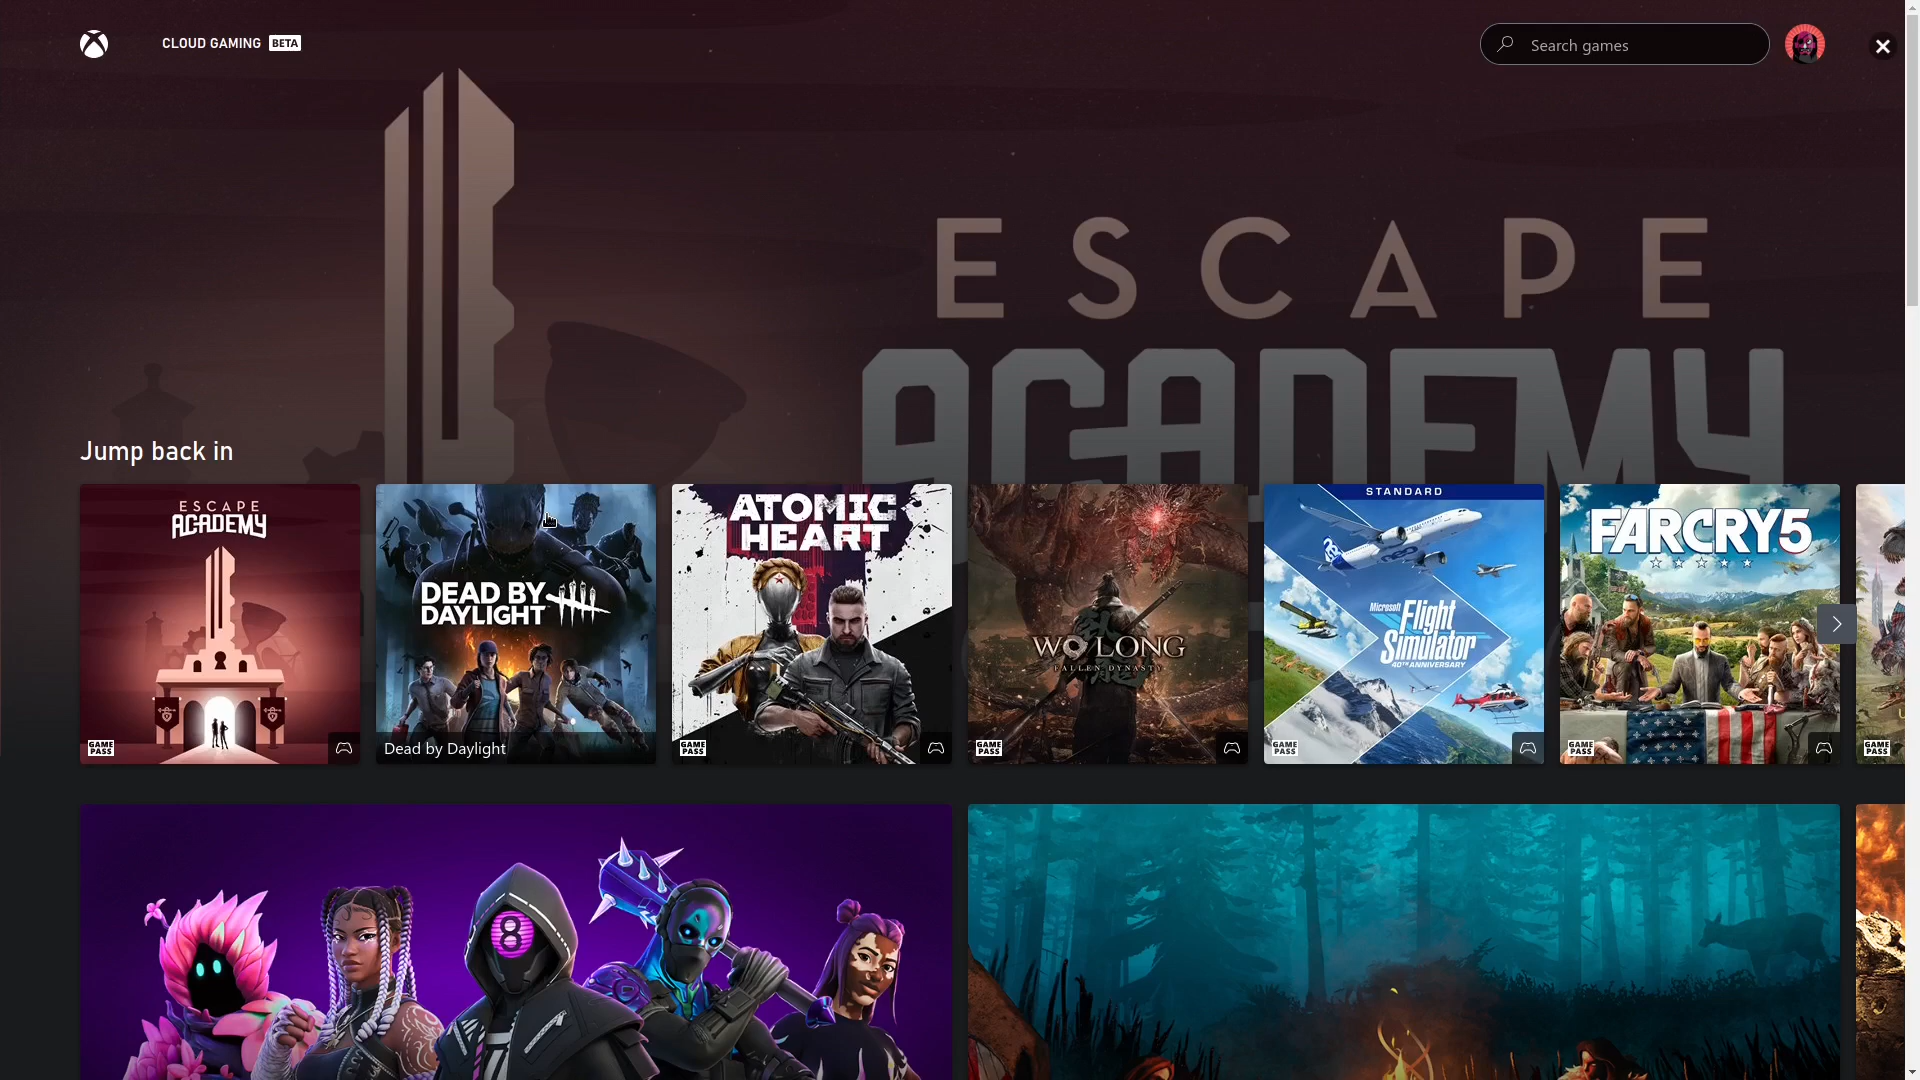 CLOUD GAMING BETA
Search games
ESCAPE
ACADEMY
Jump back in
ESCAPE
ACADEMY
GAME
PASS
DEAD BY
DAYLIGHT
Dead by Daylight
ATOMIC
HEART
GAME
PASS
WO LONG
FALLEN DYNASTY
GAME
PASS
STANDARD
Microsoft
Flight
Simulator
40TH ANNIVERSARY
GAME
PASS
FARCRY5
GAME
PASS
GAME
PASS
8